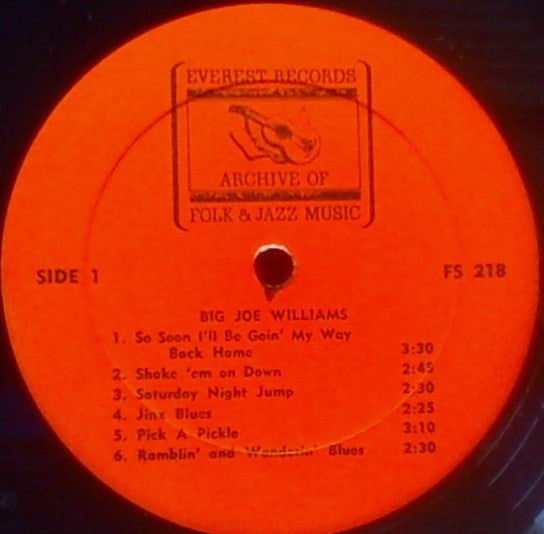 EVEREST RECORDS
ARCHIVE OF
FOLK & JAZZ MUSIC
SIDE 1
FS 218
BIG JOE WILLIAMS
1. So Soon I'll Be Goin' My Way
Back Home 3:30
2. Shake 'em on Down 2:45
3. Saturday Night Jump 2:30
4. Jinx Blues 2:25
5. Pick A Pickle 3:10
6. Ramblin' and Wanderin' Blues 2:30